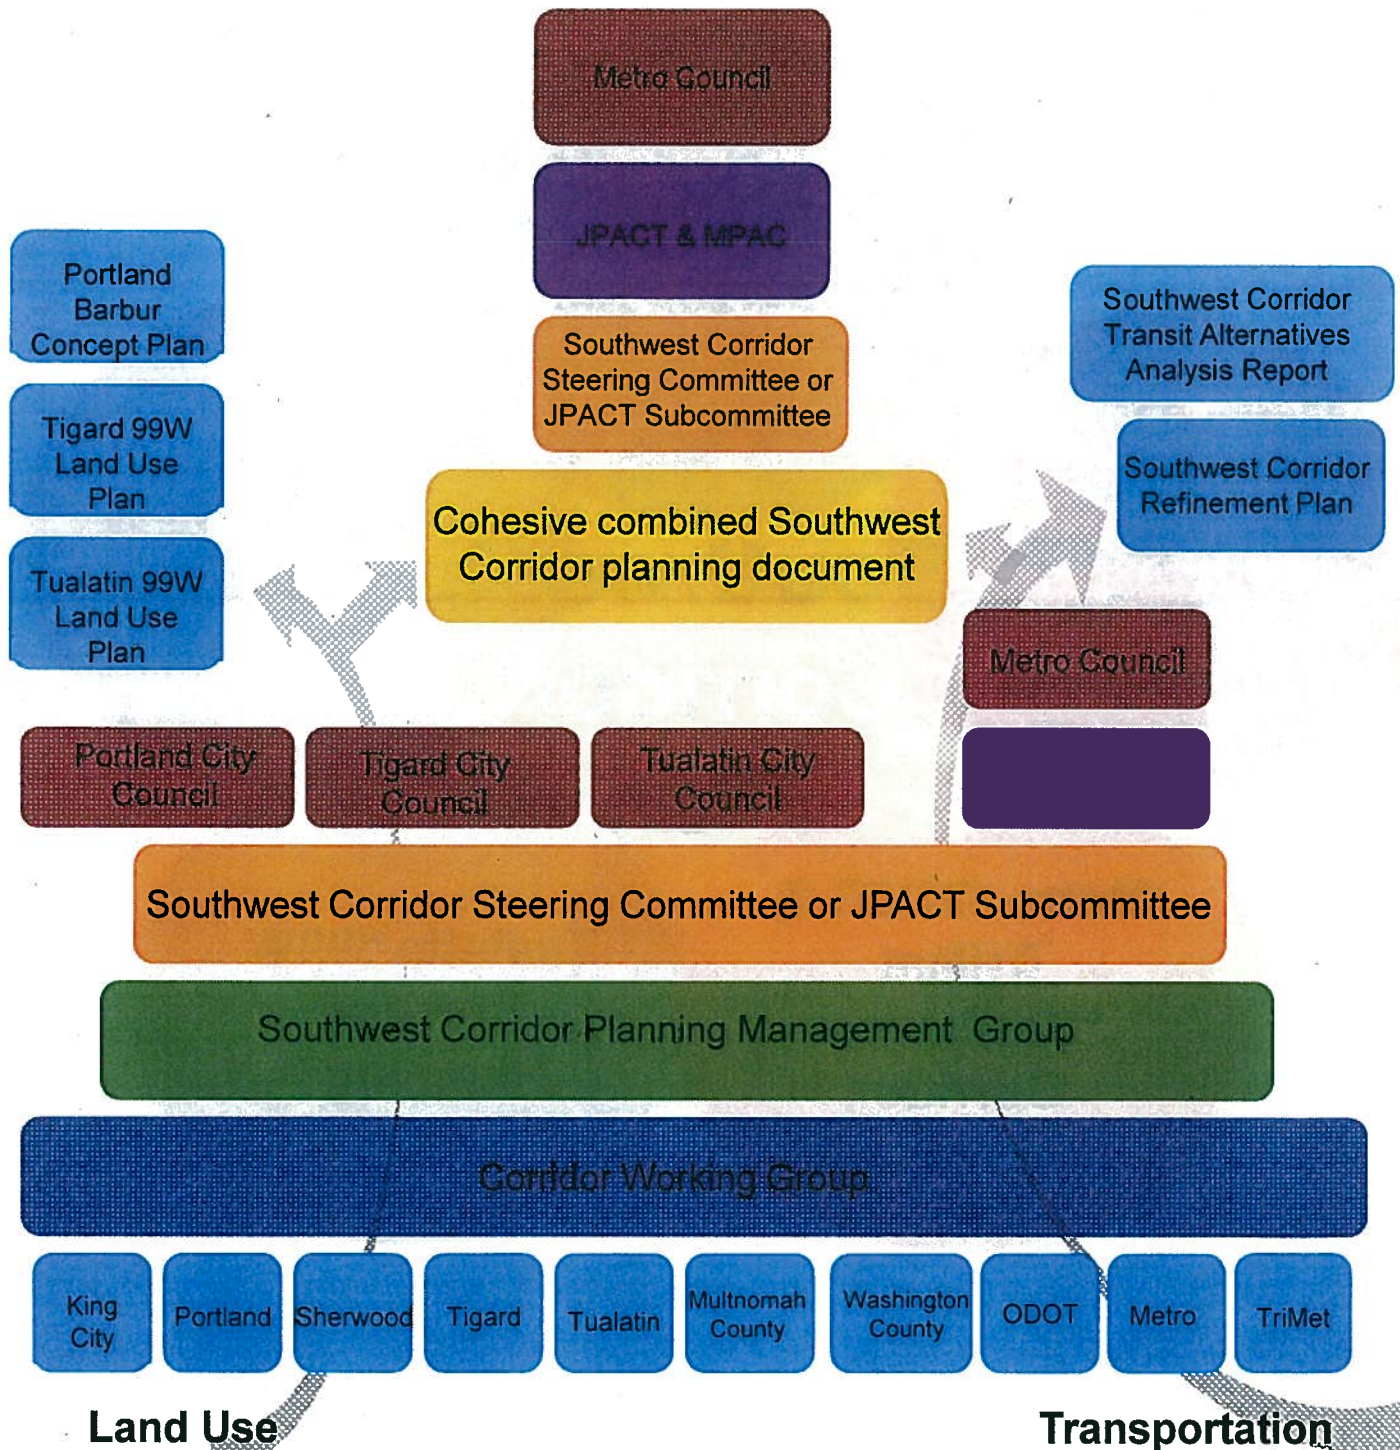 Metro Council
JPACT & MPAC
Portland
Barbur
Concept Plan
Southwest Corridor
Transit Alternatives
Analysis Report
Southwest Corridor
Steering Committee or
JPACT Subcommittee
Tigard 99W
Land Use
Plan
Southwest Corridor
Refinement Plan
Cohesive combined Southwest
Corridor planning document
Tualatin 99W
Land Use
Plan
Metro Council
Portland City
Council
Tigard City
Council
Tualatin City
Council
Southwest Corridor Steering Committee or JPACT Subcommittee
Southwest Corridor Planning Management Group
Corridor Working Group
King
City
Portland
Sherwood
Tigard
Tualatin
Multnomah
County
Washington
County
ODOT
Metro
TriMet
Land Use
Transportation